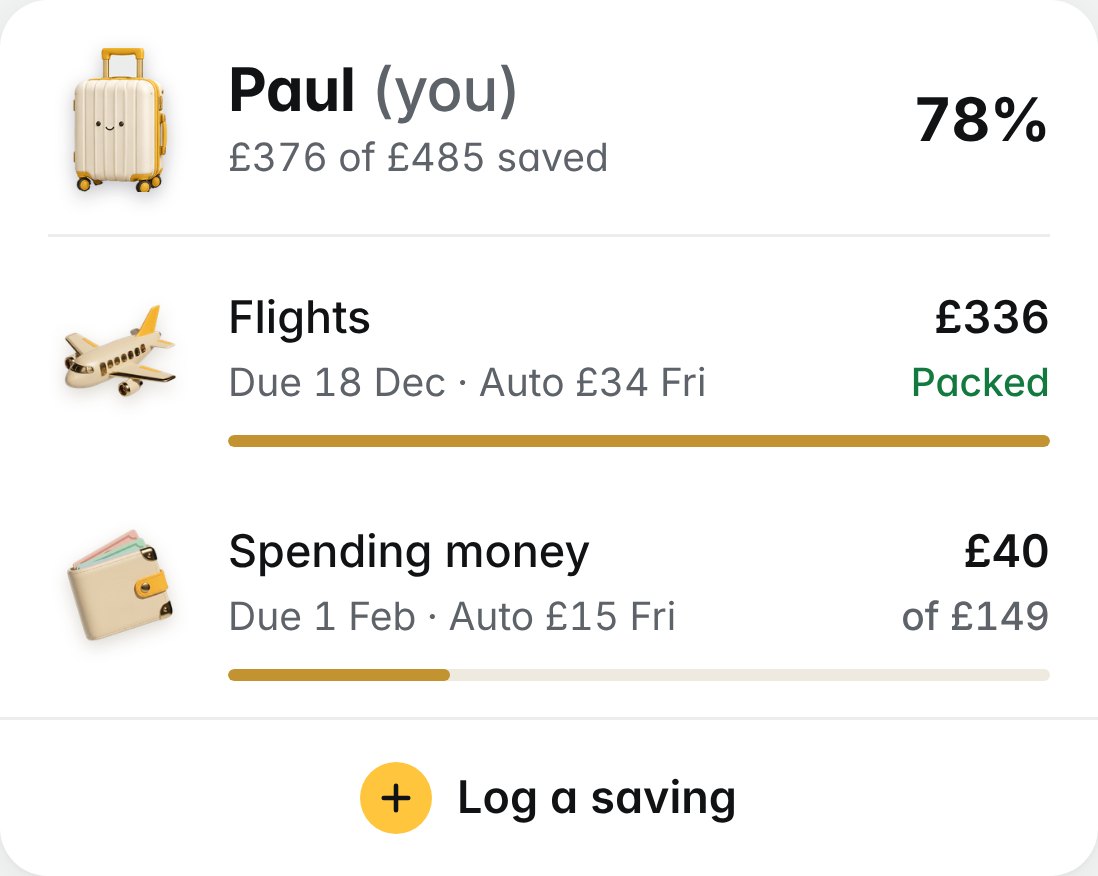 Paul (you)
£376 of £485 saved
78%
Flights
£336
Due 18 Dec · Auto £34 Fri
Packed
Spending money
£40
Due 1 Feb · Auto £15 Fri
of £149
Log a saving